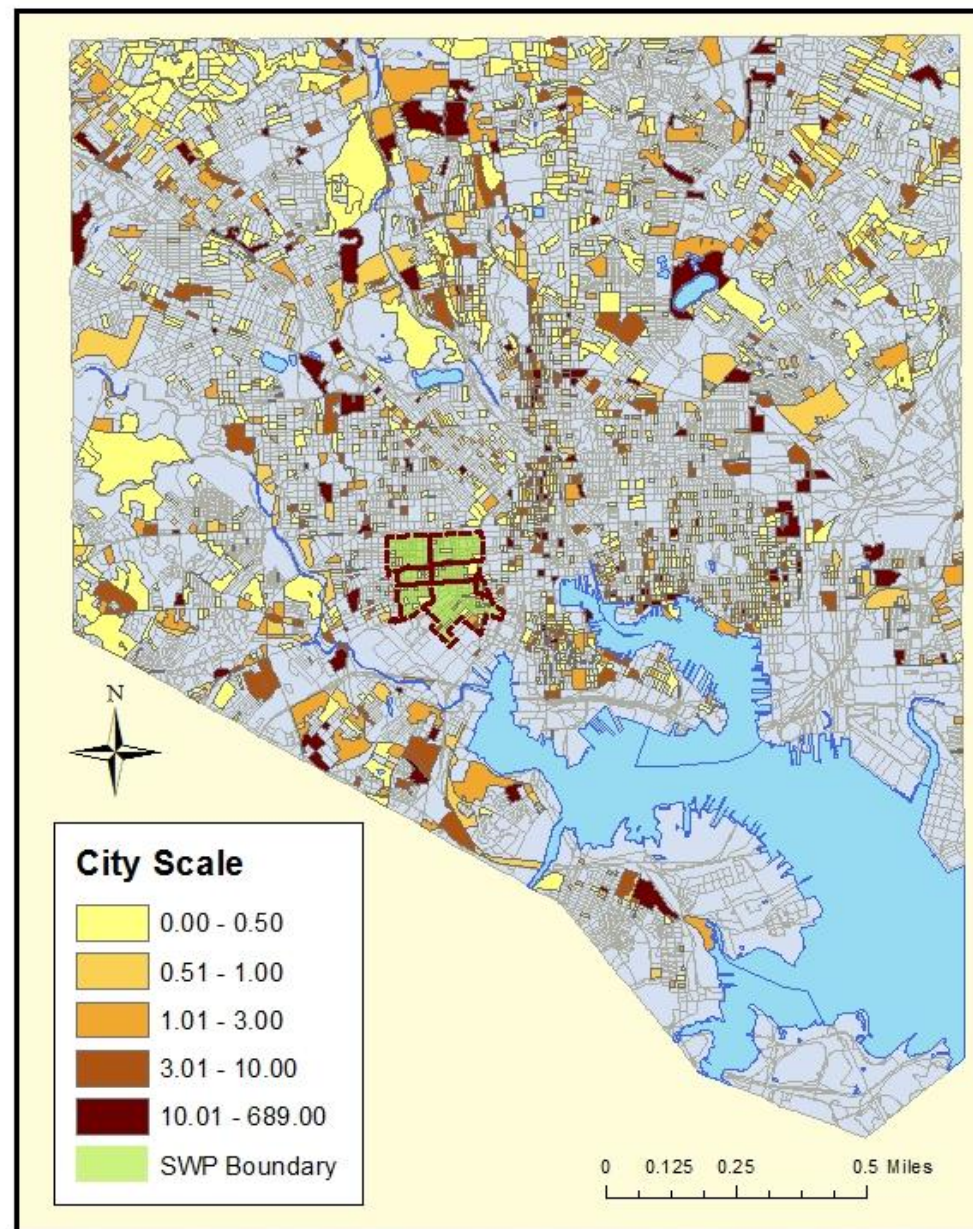 N
City Scale
0.00 - 0.50
0.51 - 1.00
1.01 - 3.00
3.01 - 10.00
10.01 - 689.00
SWP Boundary
0 0.125 0.25 0.5 Miles